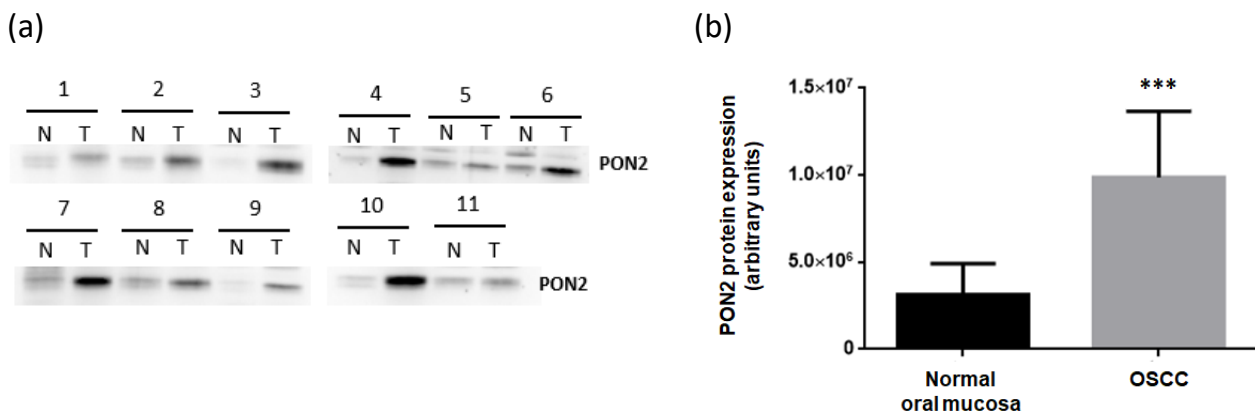 (a)
1 2 3 4 5 6
N T N T N T N T N T N T
PON2
7 8 9 10 11
N T N T N T N T N T
PON2
(b)
PON2 protein expression
(arbitrary units)
1.5×10⁷
1.0×10⁷
5.0×10⁶
0
***
Normal
oral mucosa
OSCC